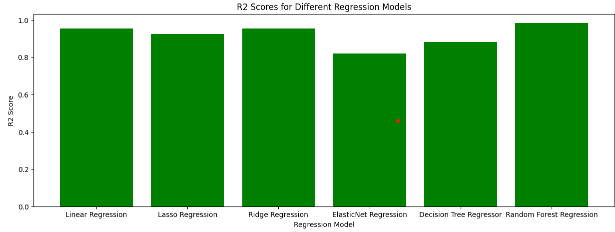 R2 Scores for Different Regression Models
1.0
0.8
0.6
0.4
0.2
0.0
R2 Score
Linear Regression Lasso Regression Ridge Regression ElasticNet Regression Decision Tree Regressor Random Forest Regression
Regression Model